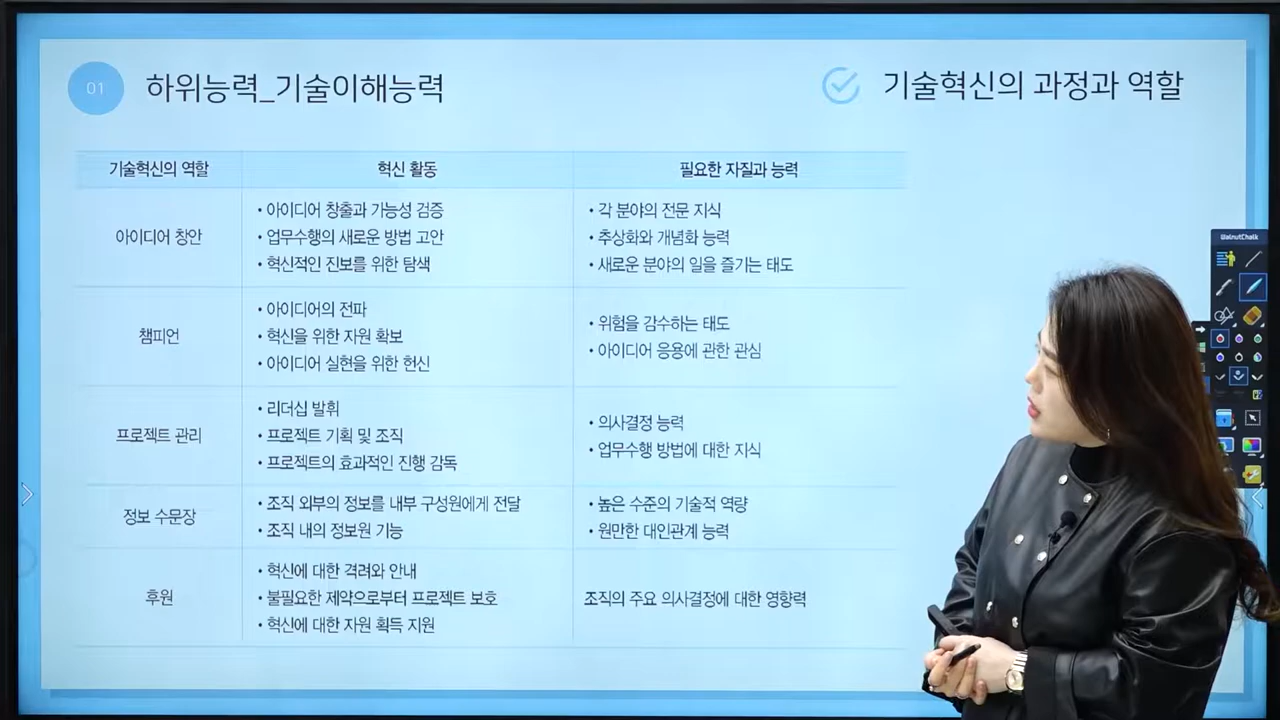 01
하위능력_기술이해능력
기술혁신의 과정과 역할
기술혁신의 역할
혁신 활동
필요한 자질과 능력
아이디어 창안
• 아이디어 창출과 가능성 검증
• 업무수행의 새로운 방법 고안
• 혁신적인 진보를 위한 탐색
• 각 분야의 전문 지식
• 추상화와 개념화 능력
• 새로운 분야의 일을 즐기는 태도
챔피언
• 아이디어의 전파
• 혁신을 위한 자원 확보
• 아이디어 실현을 위한 헌신
• 위험을 감수하는 태도
• 아이디어 응용에 관한 관심
프로젝트 관리
• 리더십 발휘
• 프로젝트 기획 및 조직
• 프로젝트의 효과적인 진행 감독
• 의사결정 능력
• 업무수행 방법에 대한 지식
정보 수문장
• 조직 외부의 정보를 내부 구성원에게 전달
• 조직 내의 정보원 기능
• 높은 수준의 기술적 역량
• 원만한 대인관계 능력
후원
• 혁신에 대한 격려와 안내
• 불필요한 제약으로부터 프로젝트 보호
• 혁신에 대한 자원 획득 지원
조직의 주요 의사결정에 대한 영향력
WalnutChalk